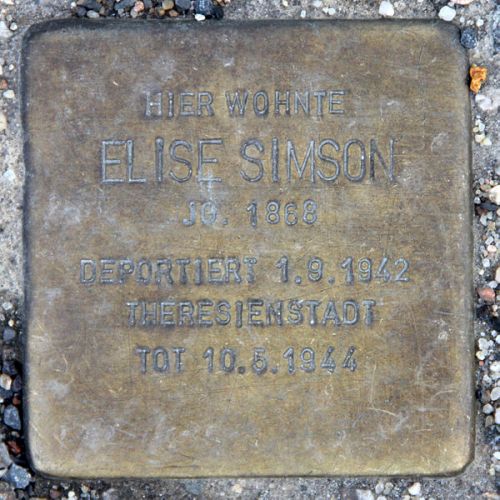 HIER WOHNTE
ELISE SIMSON
JG. 1868
DEPORTIERT 1.9.1942
THERESIENSTADT
TOT 10.5.1944